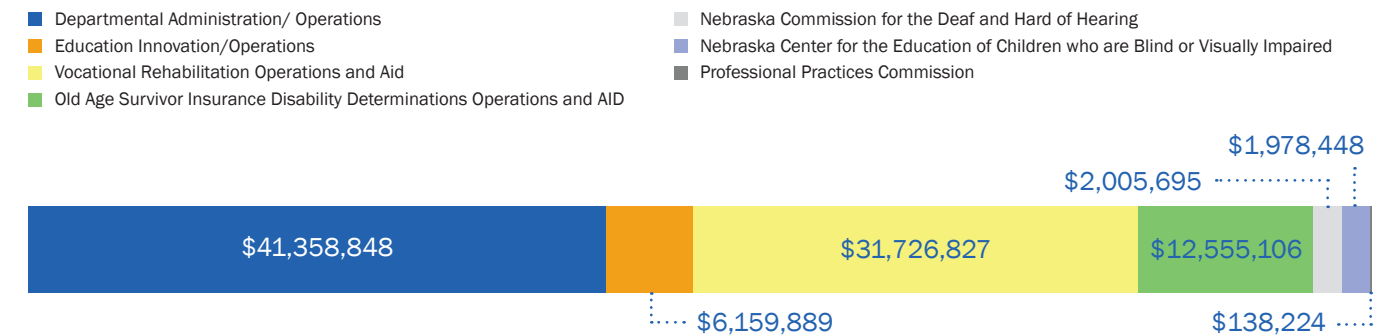 Departmental Administration/ Operations
Education Innovation/Operations
Vocational Rehabilitation Operations and Aid
Old Age Survivor Insurance Disability Determinations Operations and AID
Nebraska Commission for the Deaf and Hard of Hearing
Nebraska Center for the Education of Children who are Blind or Visually Impaired
Professional Practices Commission
$1,978,448
$2,005,695
$41,358,848
$31,726,827
$12,555,106
$6,159,889
$138,224